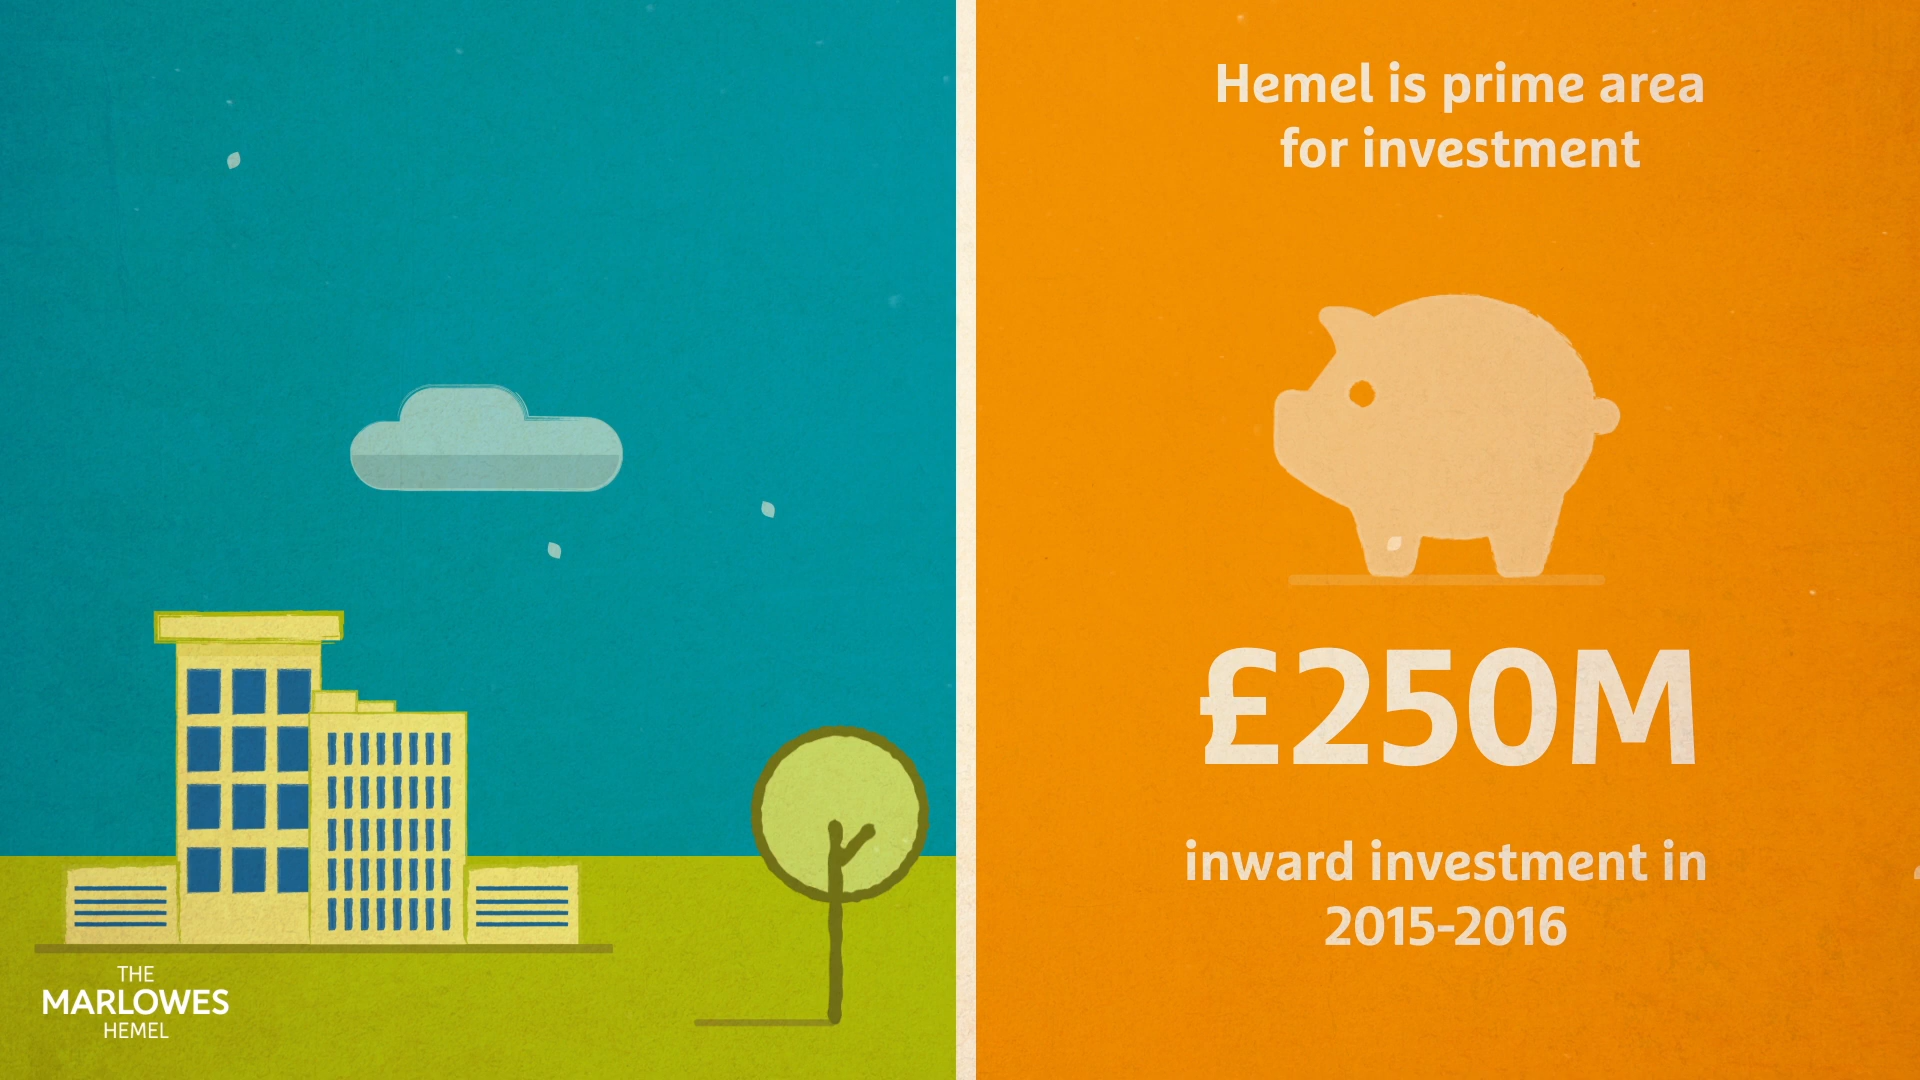 Hemel is prime area
for investment
£250M
inward investment in
2015-2016
THE
MARLOWES
HEMEL